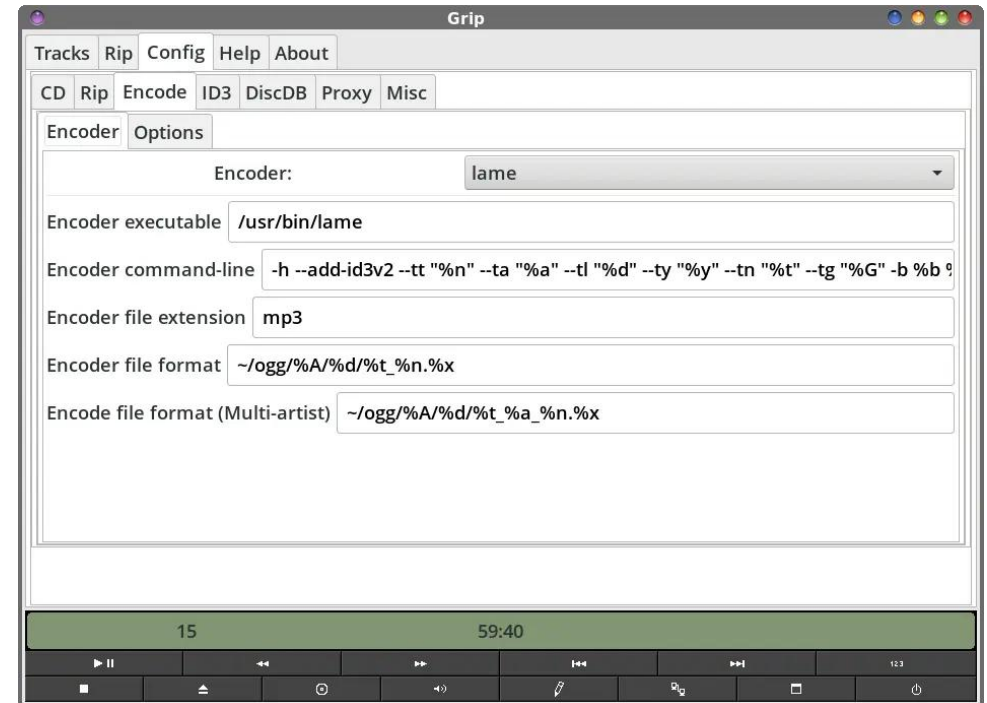 Grip
Tracks Rip Config Help About
CD Rip Encode ID3 DiscDB Proxy Misc
Encoder Options
Encoder: lame
Encoder executable /usr/bin/lame
Encoder command-line -h --add-id3v2 --tt "%n" --ta "%a" --tl "%d" --ty "%y" --tn "%t" --tg "%G" -b %b %
Encoder file extension mp3
Encoder file format ~/ogg/%A/%d/%t_%n.%x
Encode file format (Multi-artist) ~/ogg/%A/%d/%t_%a_%n.%x
15 59:40
123